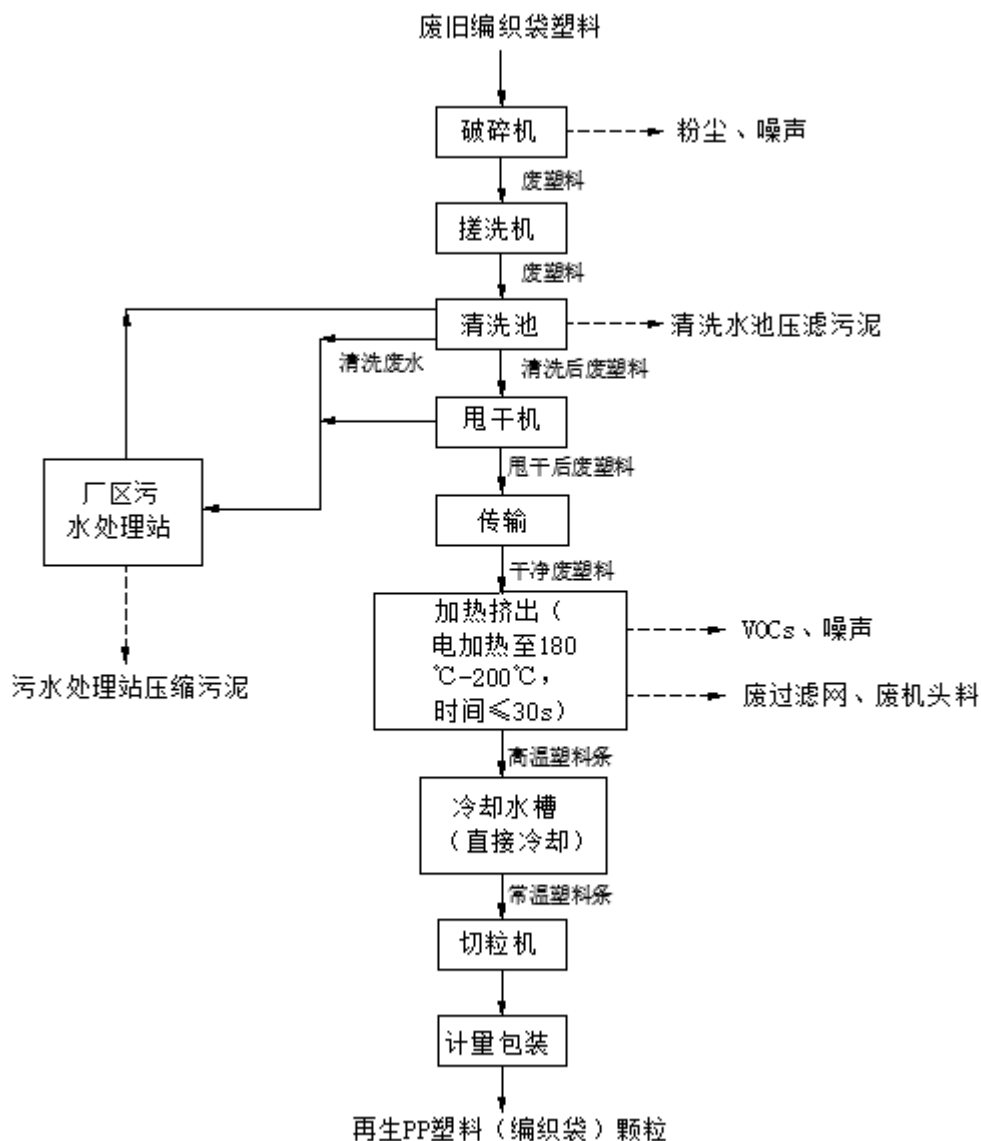 废旧编织袋塑料
破碎机
粉尘、噪声
废塑料
搓洗机
废塑料
清洗池
清洗水池压滤污泥
清洗废水
清洗后废塑料
甩干机
甩干后废塑料
厂区污
水处理站
传输
干净废塑料
加热挤出（
电加热至180
℃-200℃，
时间≤30s）
VOCs、噪声
废过滤网、废机头料
污水处理站压缩污泥
高温塑料条
冷却水槽
（直接冷却）
常温塑料条
切粒机
计量包装
再生PP塑料（编织袋）颗粒